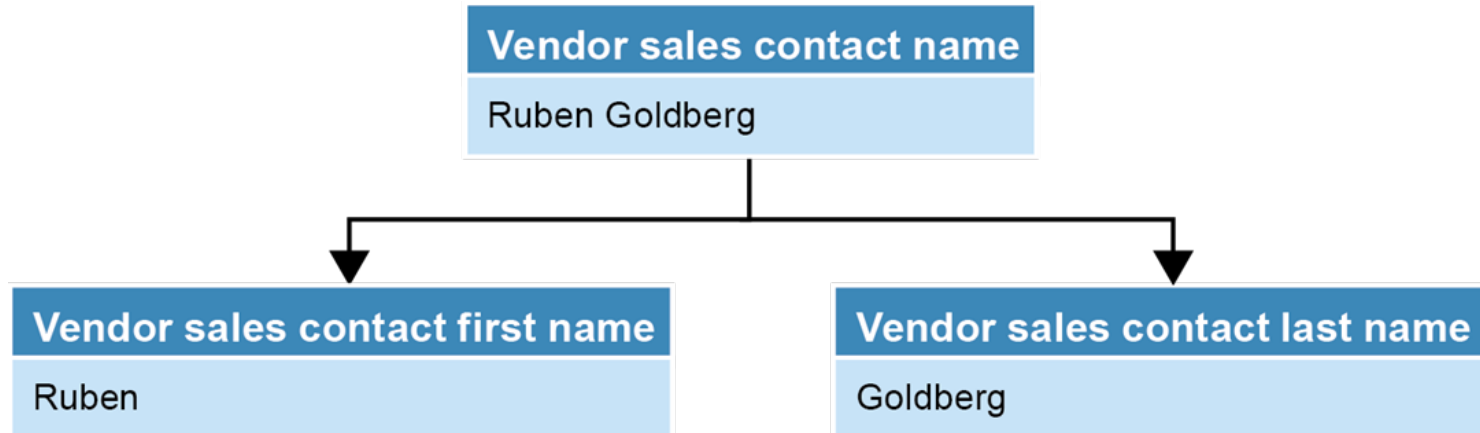 Vendor sales contact name
Ruben Goldberg
Vendor sales contact first name
Vendor sales contact last name
Ruben
Goldberg